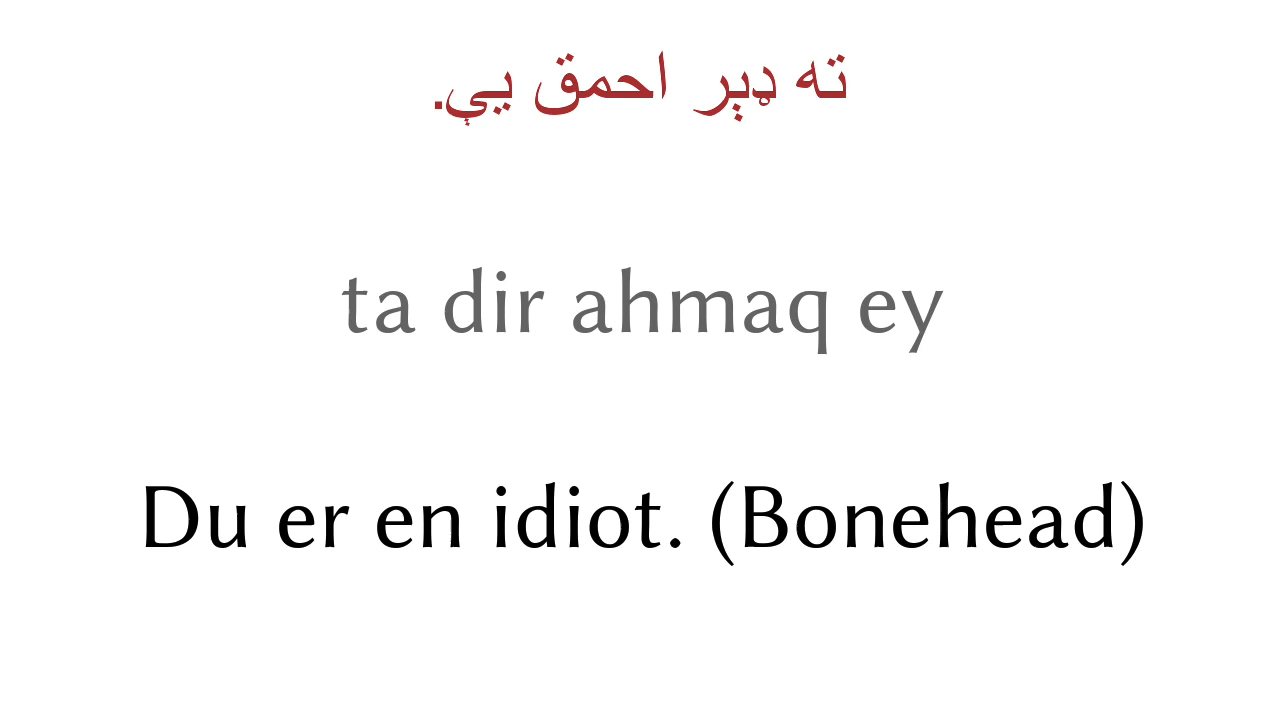 ته ډېر احمق يې.
ta dir ahmaq ey
Du er en idiot. (Bonehead)